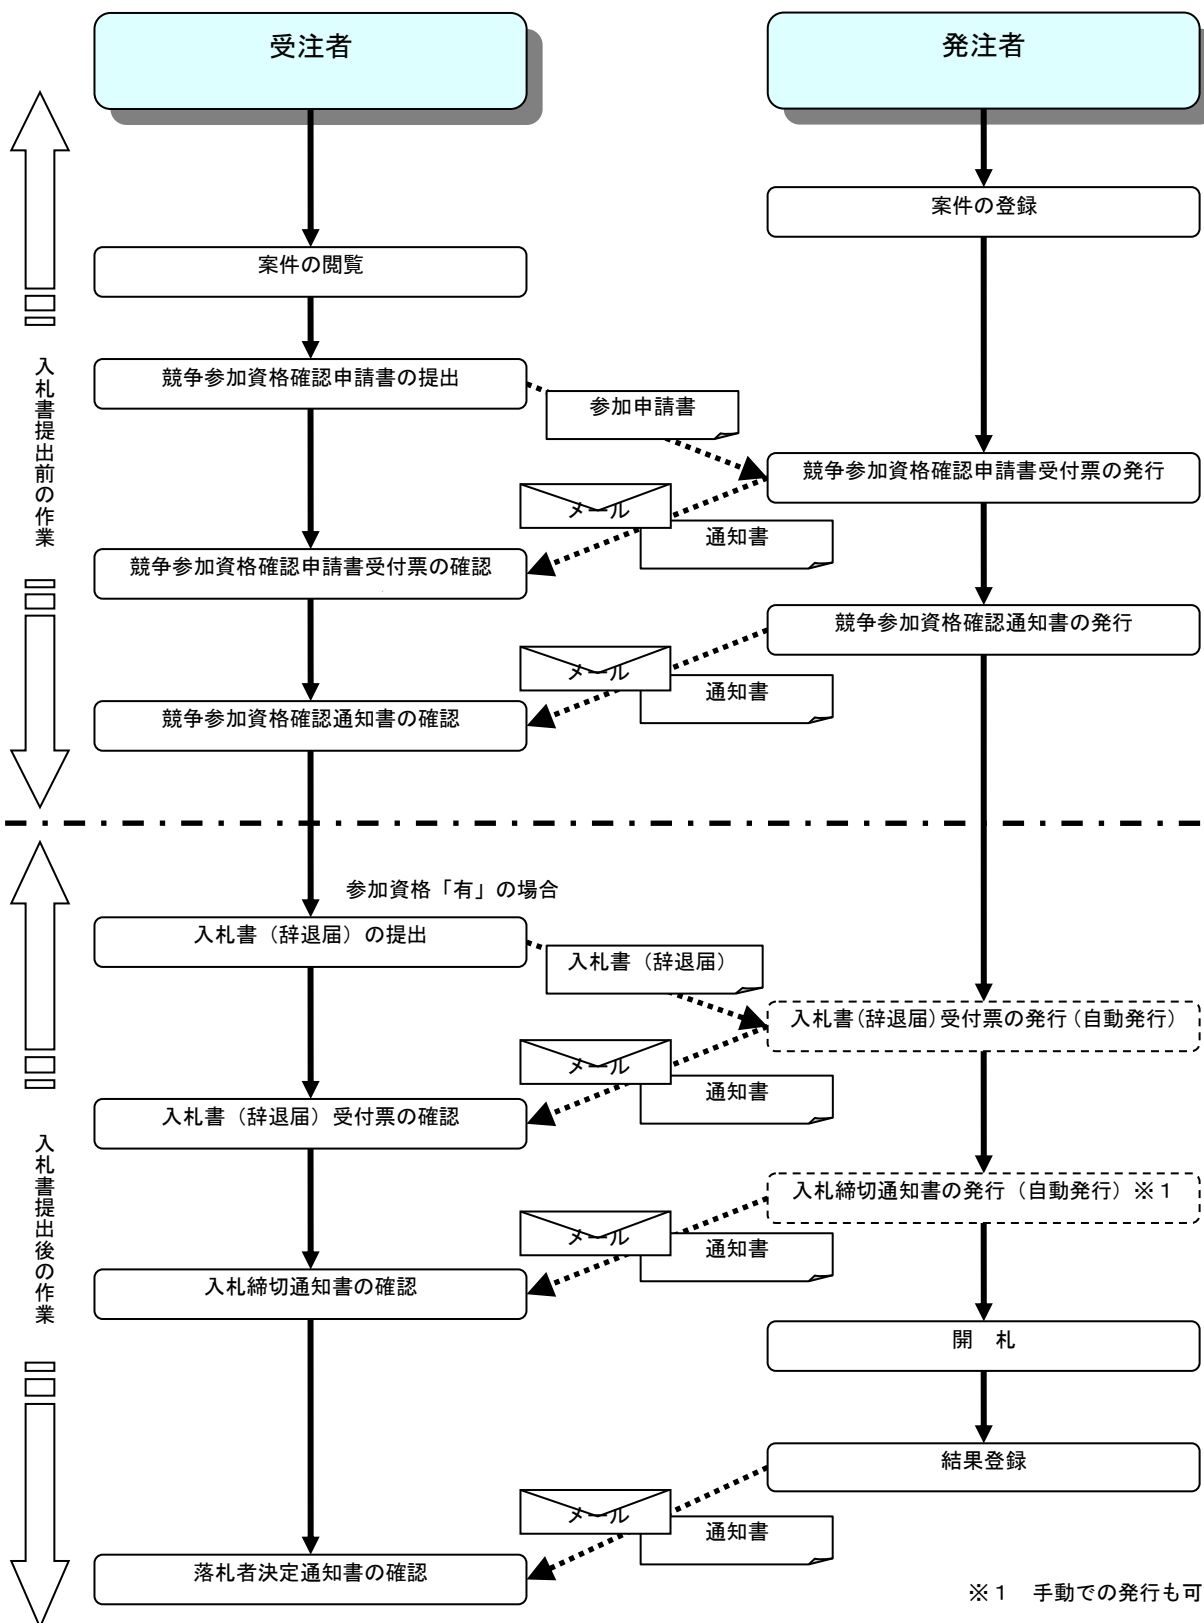 受注者
発注者
案件の登録
案件の閲覧
競争参加資格確認申請書の提出
参加申請書
競争参加資格確認申請書受付票の発行
メール
通知書
競争参加資格確認申請書受付票の確認
競争参加資格確認通知書の発行
メール
通知書
競争参加資格確認通知書の確認
入札書提出前の作業
参加資格「有」の場合
入札書（辞退届）の提出
入札書（辞退届）
入札書(辞退届)受付票の発行(自動発行)
メール
通知書
入札書（辞退届）受付票の確認
入札締切通知書の発行（自動発行）※１
メール
通知書
入札締切通知書の確認
入札書提出後の作業
開　札
結果登録
メール
通知書
落札者決定通知書の確認
※１　手動での発行も可